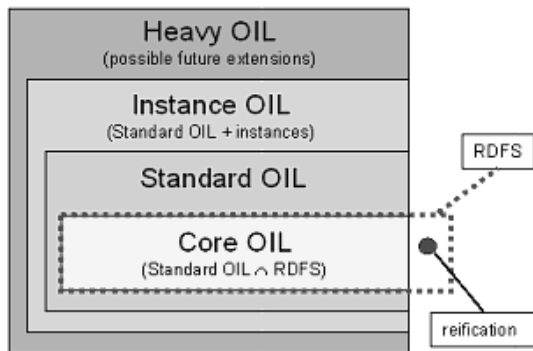 Heavy OIL
(possible future extensions)
Instance OIL
(Standard OIL + instances)
RDFS
Standard OIL
Core OIL
(Standard OIL ∩ RDFS)
reification